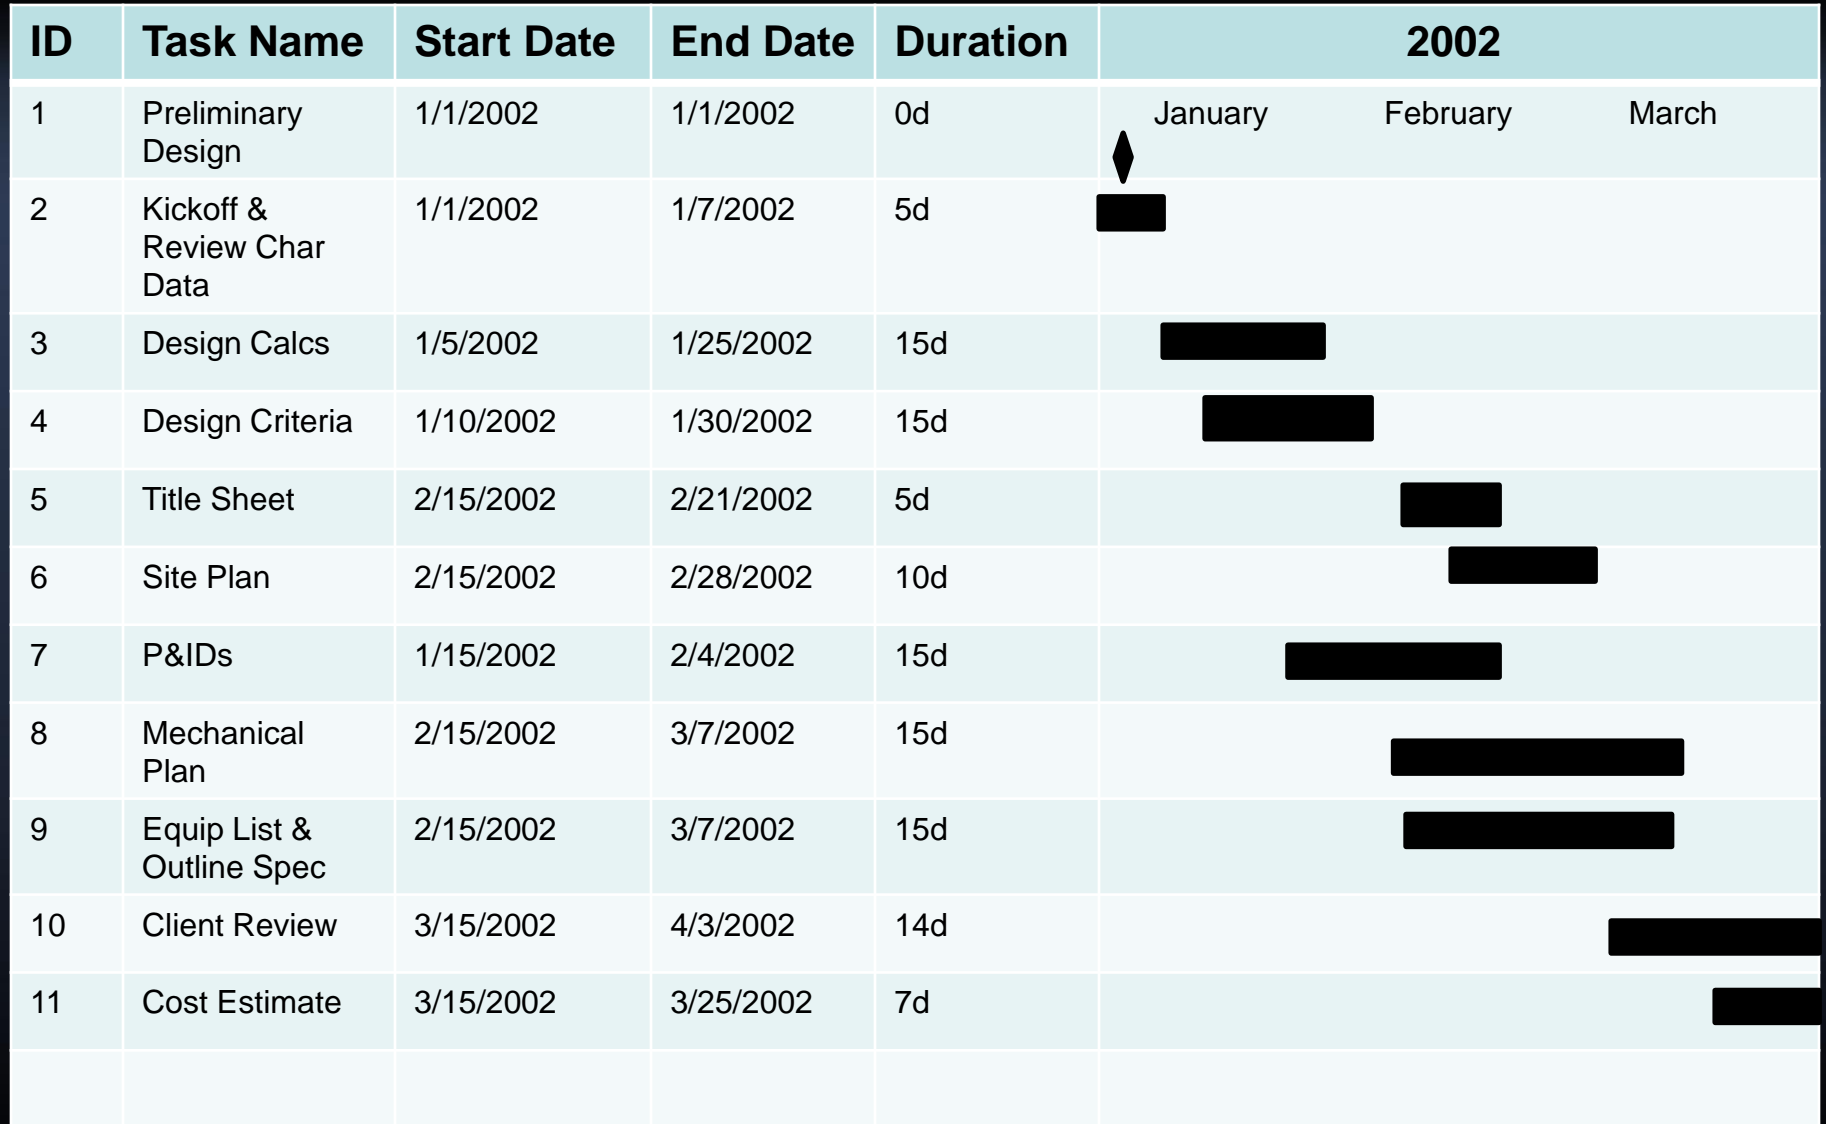 ID Task Name Start Date End Date Duration 2002
1 Preliminary 1/1/2002 1/1/2002 0d January February March
Design
2 Kickoff & 1/1/2002 1/7/2002 5d
Review Char
Data
3 Design Calcs 1/5/2002 1/25/2002 15d
4 Design Criteria 1/10/2002 1/30/2002 15d
5 Title Sheet 2/15/2002 2/21/2002 5d
6 Site Plan 2/15/2002 2/28/2002 10d
7 P&IDs 1/15/2002 2/4/2002 15d
8 Mechanical 2/15/2002 3/7/2002 15d
Plan
9 Equip List & 2/15/2002 3/7/2002 15d
Outline Spec
10 Client Review 3/15/2002 4/3/2002 14d
11 Cost Estimate 3/15/2002 3/25/2002 7d